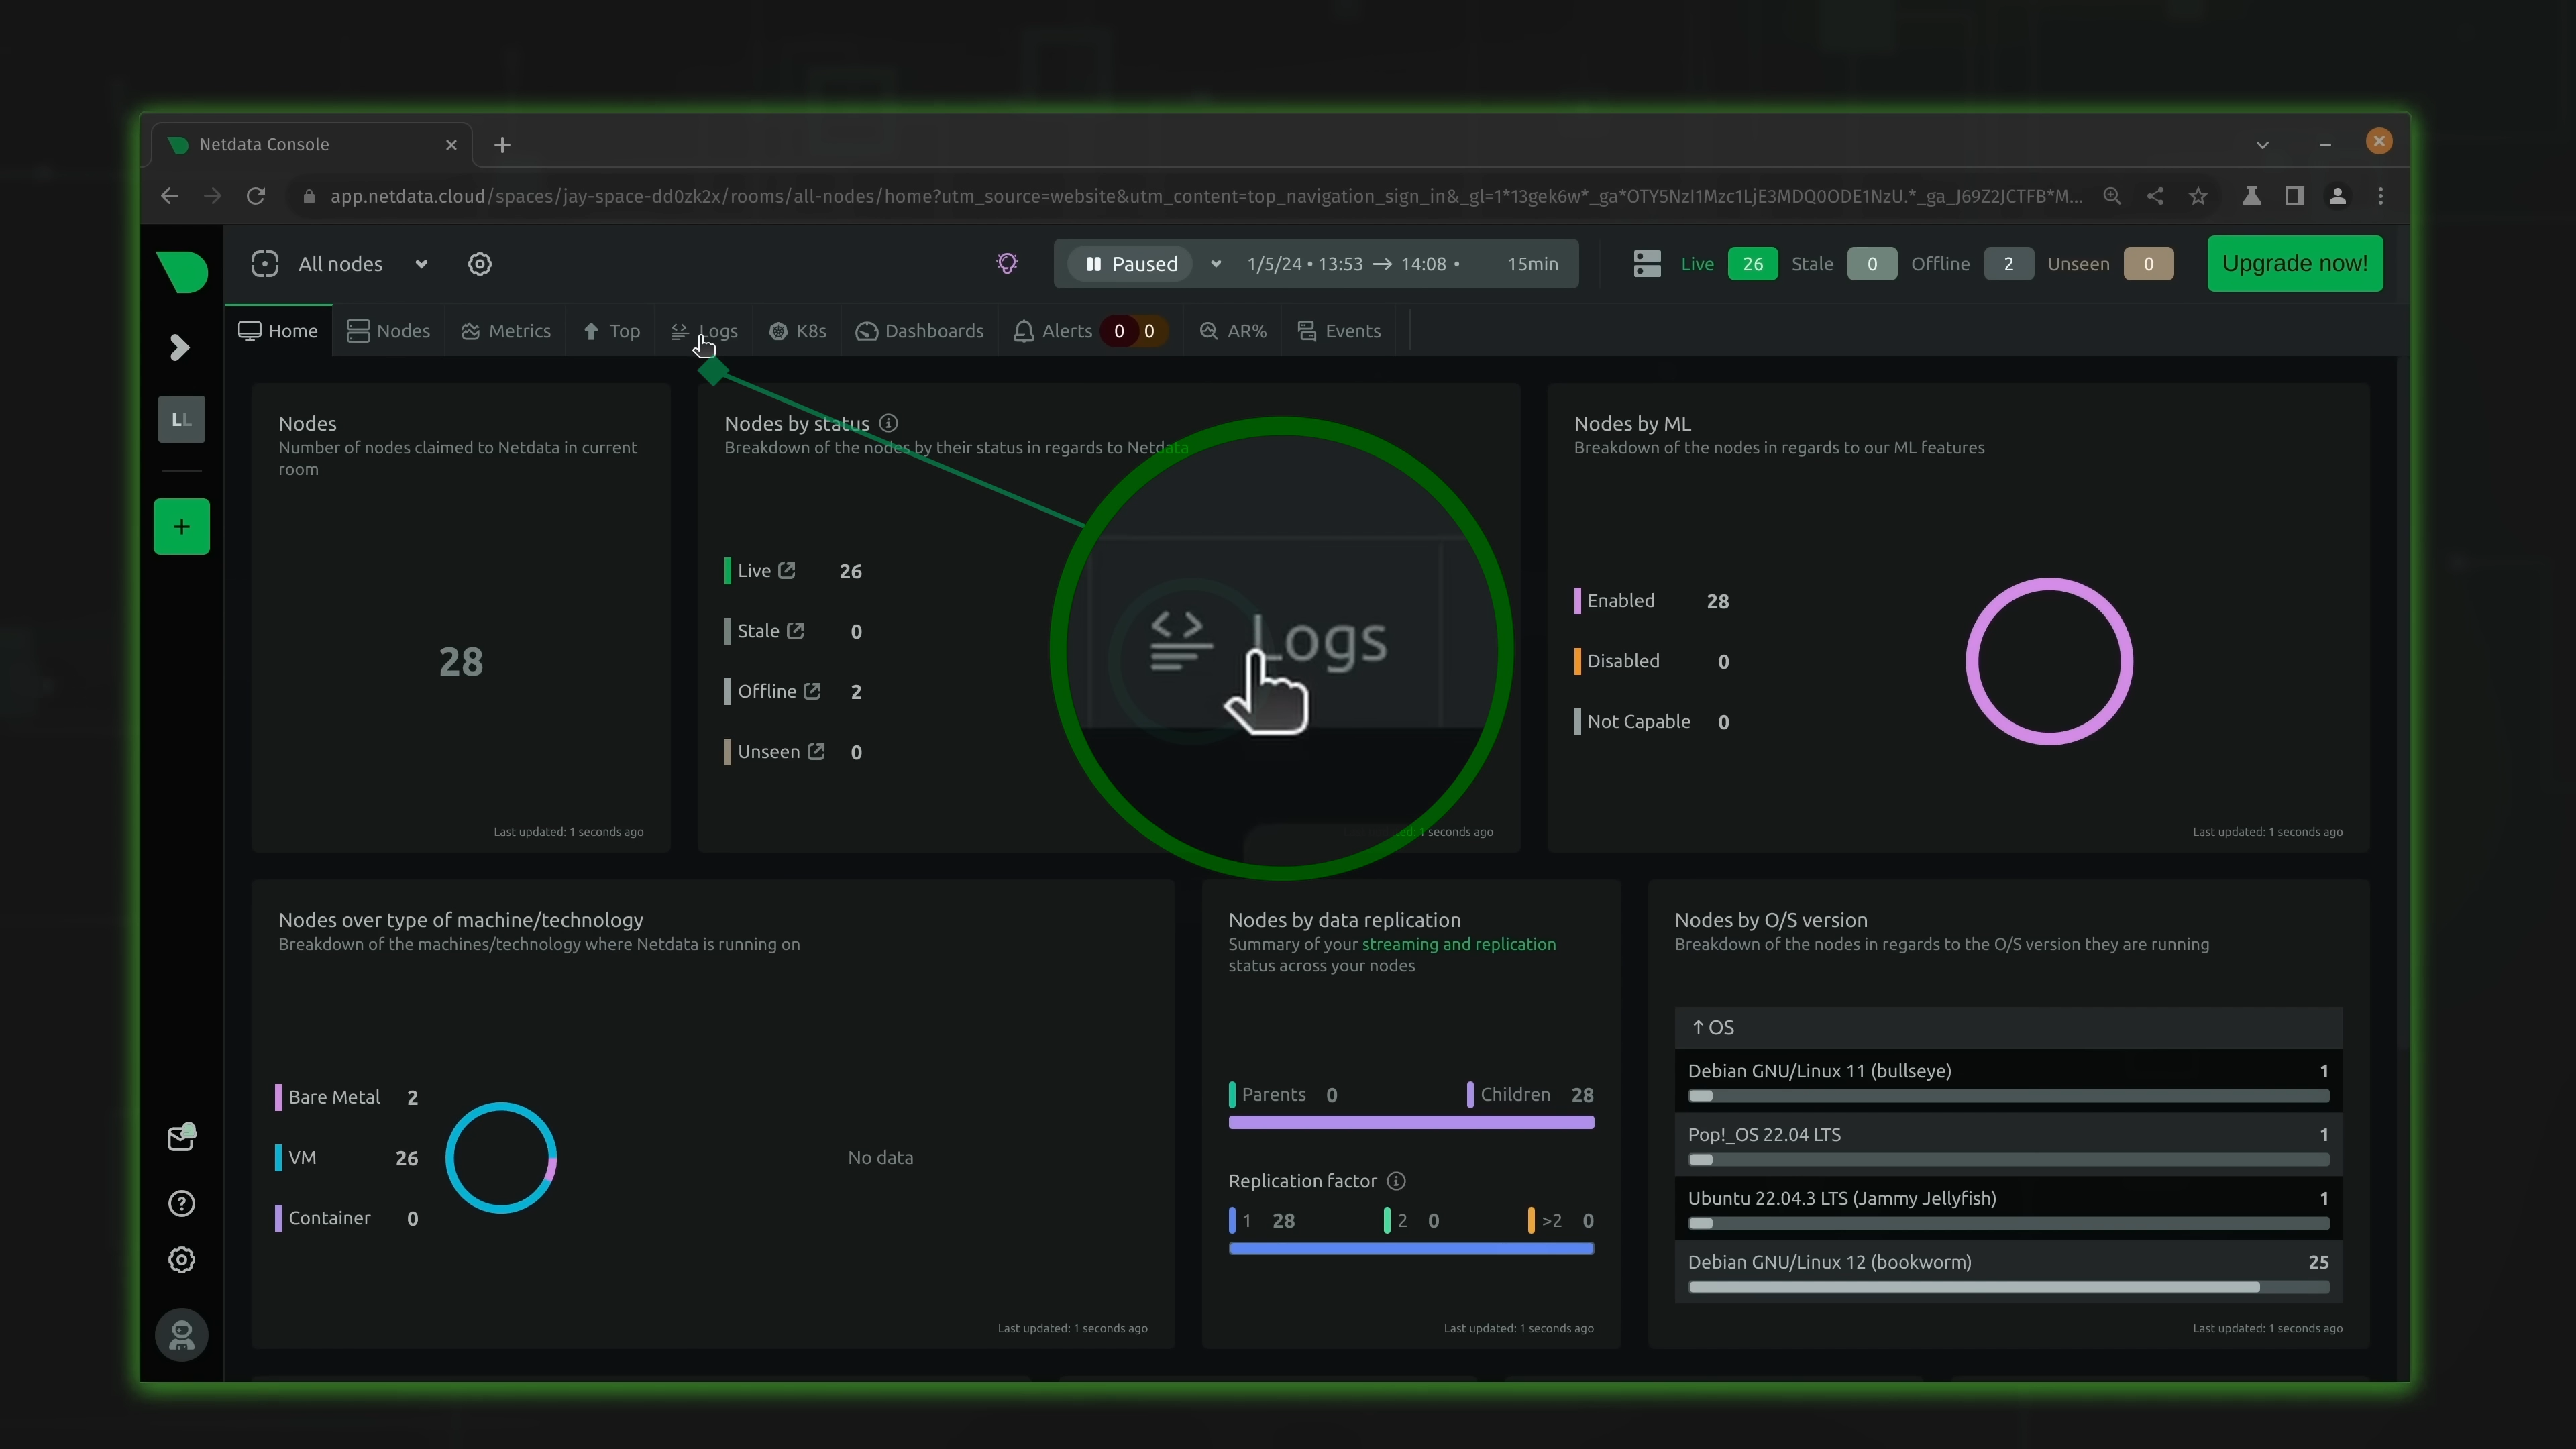 Netdata Console
app.netdata.cloud/spaces/jay-space-dd0zk2x/rooms/all-nodes/home?utm_source=website&utm_content=top_navigation_sign_in&_gl=1*13gek6w*_ga*OTY5NzI1Mzc1LjE3MDQ0ODE1NzU.*_ga_J69Z2JCTFB*M...
All nodes
Paused 1/5/24 • 13:53 → 14:08 • 15min
Live 26 Stale 0 Offline 2 Unseen 0
Upgrade now!
Home Nodes Metrics Top Logs K8s Dashboards Alerts 0 0 AR% Events
LL
Nodes
Number of nodes claimed to Netdata in current
room
28
Last updated: 1 seconds ago
Nodes by status
Breakdown of the nodes by their status in regards to Netdata
Live 26
Stale 0
Offline 2
Unseen 0
Logs
1 seconds ago
Nodes by ML
Breakdown of the nodes in regards to our ML features
Enabled 28
Disabled 0
Not Capable 0
Last updated: 1 seconds ago
Nodes over type of machine/technology
Breakdown of the machines/technology where Netdata is running on
Bare Metal 2
VM 26
Container 0
No data
Last updated: 1 seconds ago
Nodes by data replication
Summary of your streaming and replication
status across your nodes
Parents 0 Children 28
Replication factor
1 28 2 0 >2 0
Last updated: 1 seconds ago
Nodes by O/S version
Breakdown of the nodes in regards to the O/S version they are running
↑ OS
Debian GNU/Linux 11 (bullseye) 1
Pop!_OS 22.04 LTS 1
Ubuntu 22.04.3 LTS (Jammy Jellyfish) 1
Debian GNU/Linux 12 (bookworm) 25
Last updated: 1 seconds ago